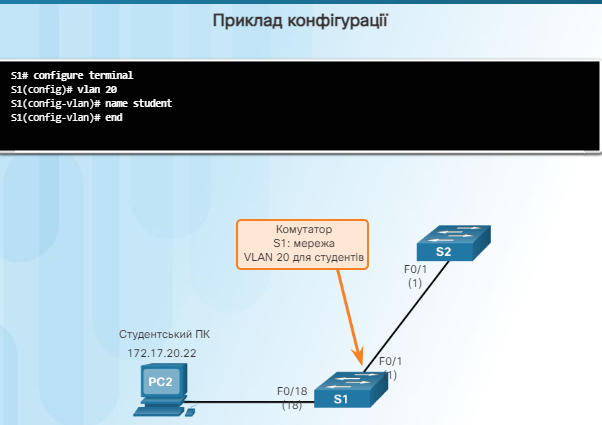 Приклад конфігурації
S1# configure terminal
S1(config)# vlan 20
S1(config-vlan)# name student
S1(config-vlan)# end
Комутатор
S1: мережа
VLAN 20 для студентів
S2
F0/1
(1)
Студентський ПК
172.17.20.22
PC2
F0/18
(18)
F0/1
(1)
S1